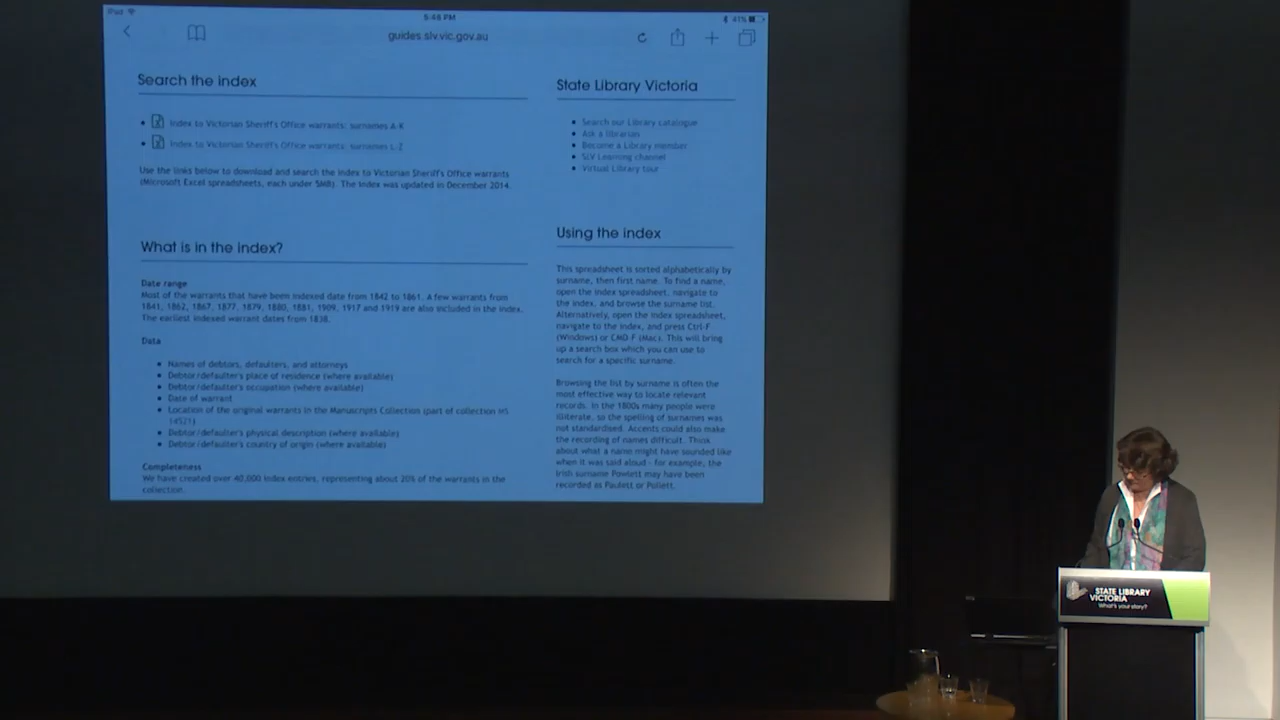 iPad
5:46 PM
41%
guides.slv.vic.gov.au
Search the index
Index to Victorian Sheriff's Office warrants: surnames A-K
Index to Victorian Sheriff's Office warrants: surnames L-Z
Use the links below to download and search the Index to Victorian Sheriff's Office warrants
(Microsoft Excel spreadsheets, each under 5MB). The index was updated in December 2014.
What is in the index?
Date range
Most of the warrants that have been indexed date from 1842 to 1861. A few warrants from
1841, 1862, 1867, 1877, 1879, 1880, 1881, 1909, 1917 and 1919 are also included in the index.
The earliest indexed warrant dates from 1838.
Data
Names of debtors, defaulters, and attorneys
Debtor/defaulter's place of residence (where available)
Debtor/defaulter's occupation (where available)
Date of warrant
Location of the original warrants in the Manuscripts Collection (part of collection MS
14521)
Debtor/defaulter's physical description (where available)
Debtor/defaulter's country of origin (where available)
Completeness
We have created over 40,000 index entries, representing about 20% of the warrants in the
collection.
State Library Victoria
Search our Library catalogue
Ask a librarian
Become a Library member
SLV Learning channel
Virtual Library tour
Using the index
This spreadsheet is sorted alphabetically by
surname, then first name. To find a name,
open the index spreadsheet, navigate to
the index, and browse the surname list.
Alternatively, open the index spreadsheet,
navigate to the index, and press Ctrl-F
(Windows) or CMD-F (Mac). This will bring
up a search box which you can use to
search for a specific surname.
Browsing the list by surname is often the
most effective way to locate relevant
records. In the 1800s many people were
illiterate, so the spelling of surnames was
not standardised. Accents could also make
the recording of names difficult. Think
about what a name might have sounded like
when it was said aloud - for example, the
Irish surname Powlett may have been
recorded as Paulett or Pollett.
STATE LIBRARY
VICTORIA
What's your story?